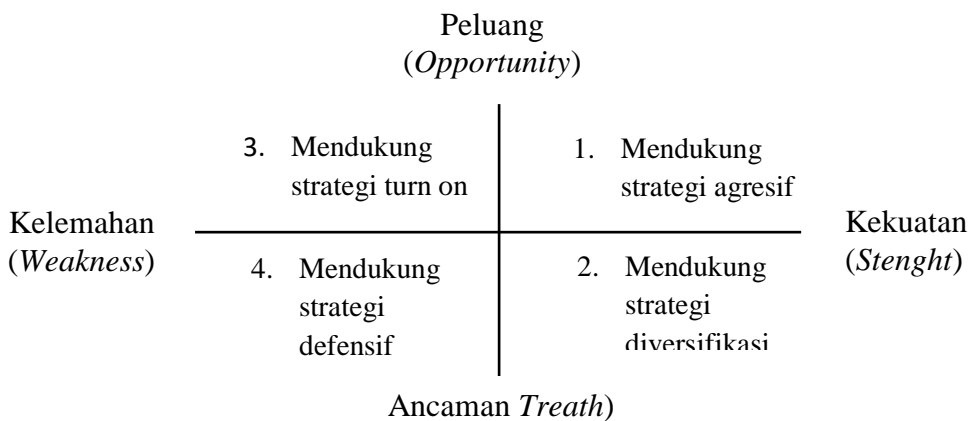 Peluang
(Opportunity)
3. Mendukung
strategi turn on
1. Mendukung
strategi agresif
Kelemahan
(Weakness)
Kekuatan
(Stenght)
4. Mendukung
strategi
defensif
2. Mendukung
strategi
diversifikasi
Ancaman Treath)